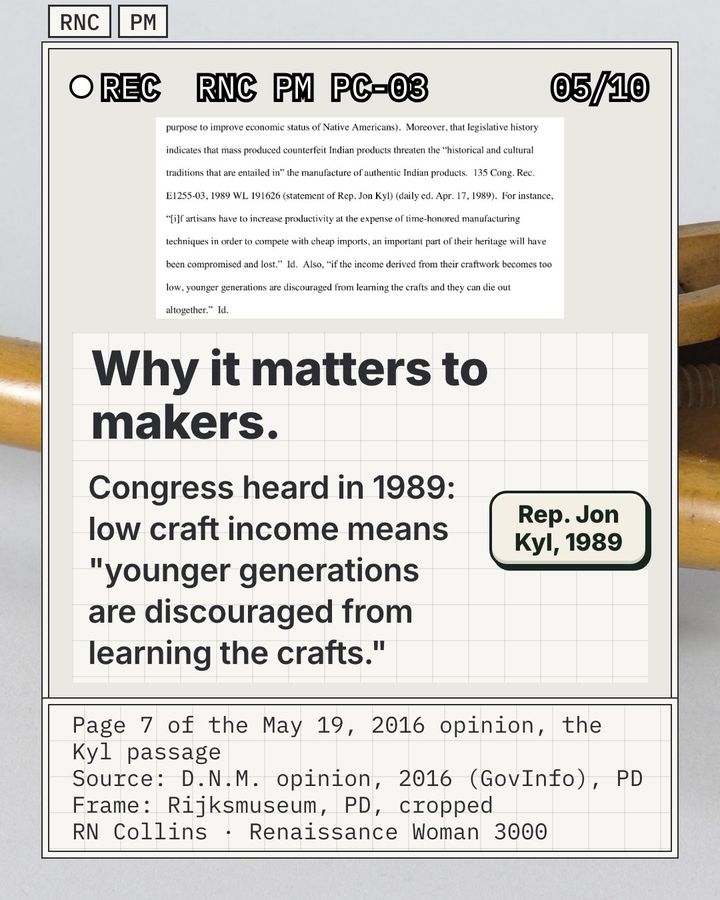 RNC PM
REC RNC PM PC-03 05/10
purpose to improve economic status of Native Americans). Moreover, that legislative history
indicates that mass produced counterfeit Indian products threaten the “historical and cultural
traditions that are entailed in” the manufacture of authentic Indian products. 135 Cong. Rec.
E1255-03, 1989 WL 191626 (statement of Rep. Jon Kyl) (daily ed. Apr. 17, 1989). For instance,
“[i]f artisans have to increase productivity at the expense of time-honored manufacturing
techniques in order to compete with cheap imports, an important part of their heritage will have
been compromised and lost.” Id. Also, “if the income derived from their craftwork becomes too
low, younger generations are discouraged from learning the crafts and they can die out
altogether.” Id.
Why it matters to
makers.
Congress heard in 1989:
low craft income means
"younger generations
are discouraged from
learning the crafts."
Rep. Jon
Kyl, 1989
Page 7 of the May 19, 2016 opinion, the
Kyl passage
Source: D.N.M. opinion, 2016 (GovInfo), PD
Frame: Rijksmuseum, PD, cropped
RN Collins · Renaissance Woman 3000